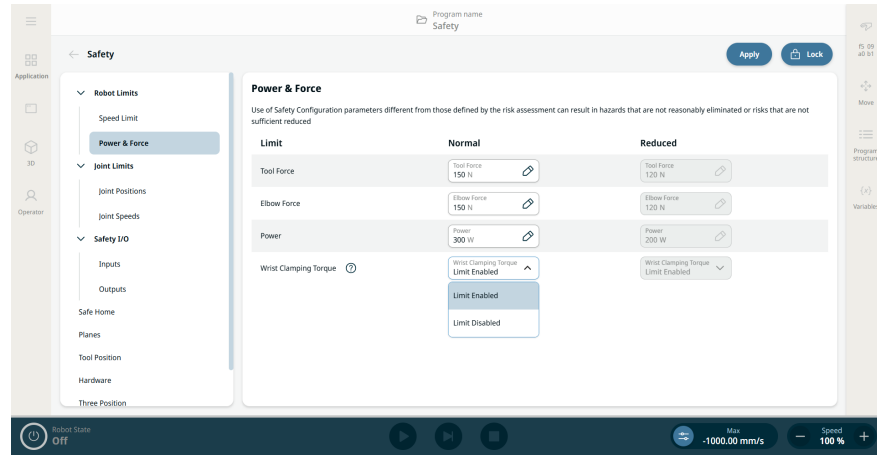 Program name
Safety
Application
3D
Operator
Safety
Apply
Lock
f5 09
a0 b1
Move
Program
structure
Variables
Robot Limits
Speed Limit
Power & Force
Joint Limits
Joint Positions
Joint Speeds
Safety I/O
Inputs
Outputs
Safe Home
Planes
Tool Position
Hardware
Three Position
Power & Force
Use of Safety Configuration parameters different from those defined by the risk assessment can result in hazards that are not reasonably eliminated or risks that are not
sufficient reduced
Limit Normal Reduced
Tool Force
Tool Force
150 N
Tool Force
120 N
Elbow Force
Elbow Force
150 N
Elbow Force
120 N
Power
Power
300 W
Power
200 W
Wrist Clamping Torque ?
Wrist Clamping Torque
Limit Enabled
Wrist Clamping Torque
Limit Enabled
Limit Enabled
Limit Disabled
Robot State
Off
Max
-1000.00 mm/s
Speed
100 %